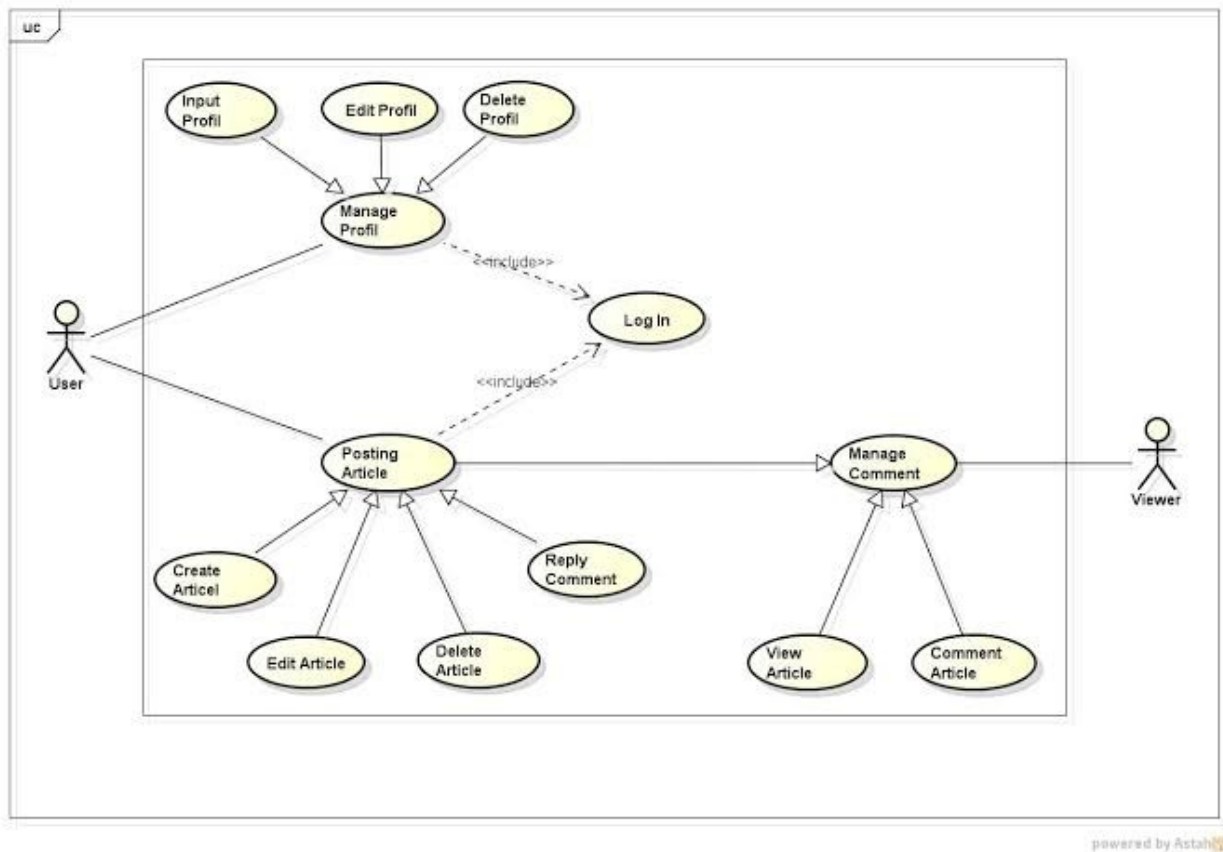 uc
Input
Profil
Edit Profil
Delete
Profil
Manage
Profil
<<include>>
Log In
User
<<include>>
Posting
Article
Manage
Comment
Viewer
Create
Articel
Reply
Comment
Edit Article
Delete
Article
View
Article
Comment
Article
powered by Astah